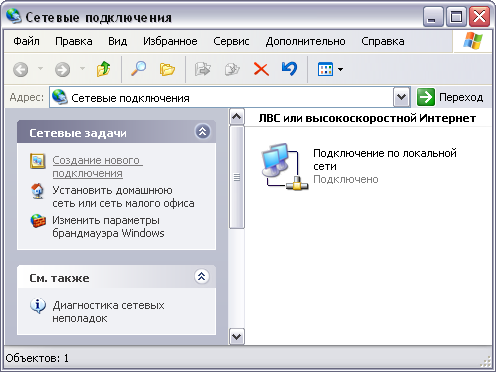 Сетевые подключения
Файл Правка Вид Избранное Сервис Дополнительно Справка
Адрес: Сетевые подключения Переход
Сетевые задачи
Создание нового
подключения
Установить домашнюю
сеть или сеть малого офиса
Изменить параметры
брандмауэра Windows
См. также
Диагностика сетевых
неполадок
ЛВС или высокоскоростной Интернет
Подключение по локальной
сети
Подключено
Объектов: 1